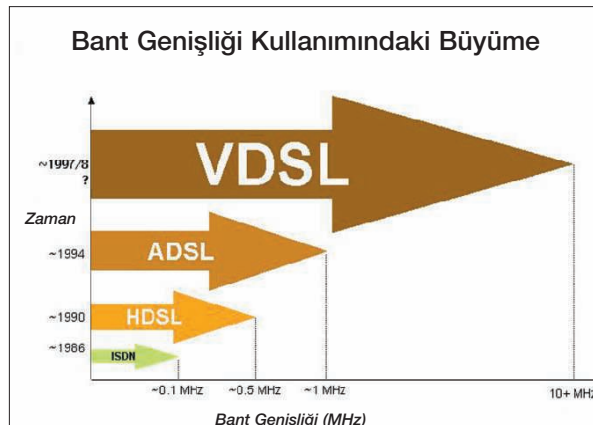 Bant Genişliği Kullanımındaki Büyüme
~1997/8
?
VDSL
Zaman
~1994
ADSL
~1990
HDSL
~1986
ISDN
~0.1 MHz ~0.5 MHz ~1 MHz 10+ MHz
Bant Genişliği (MHz)